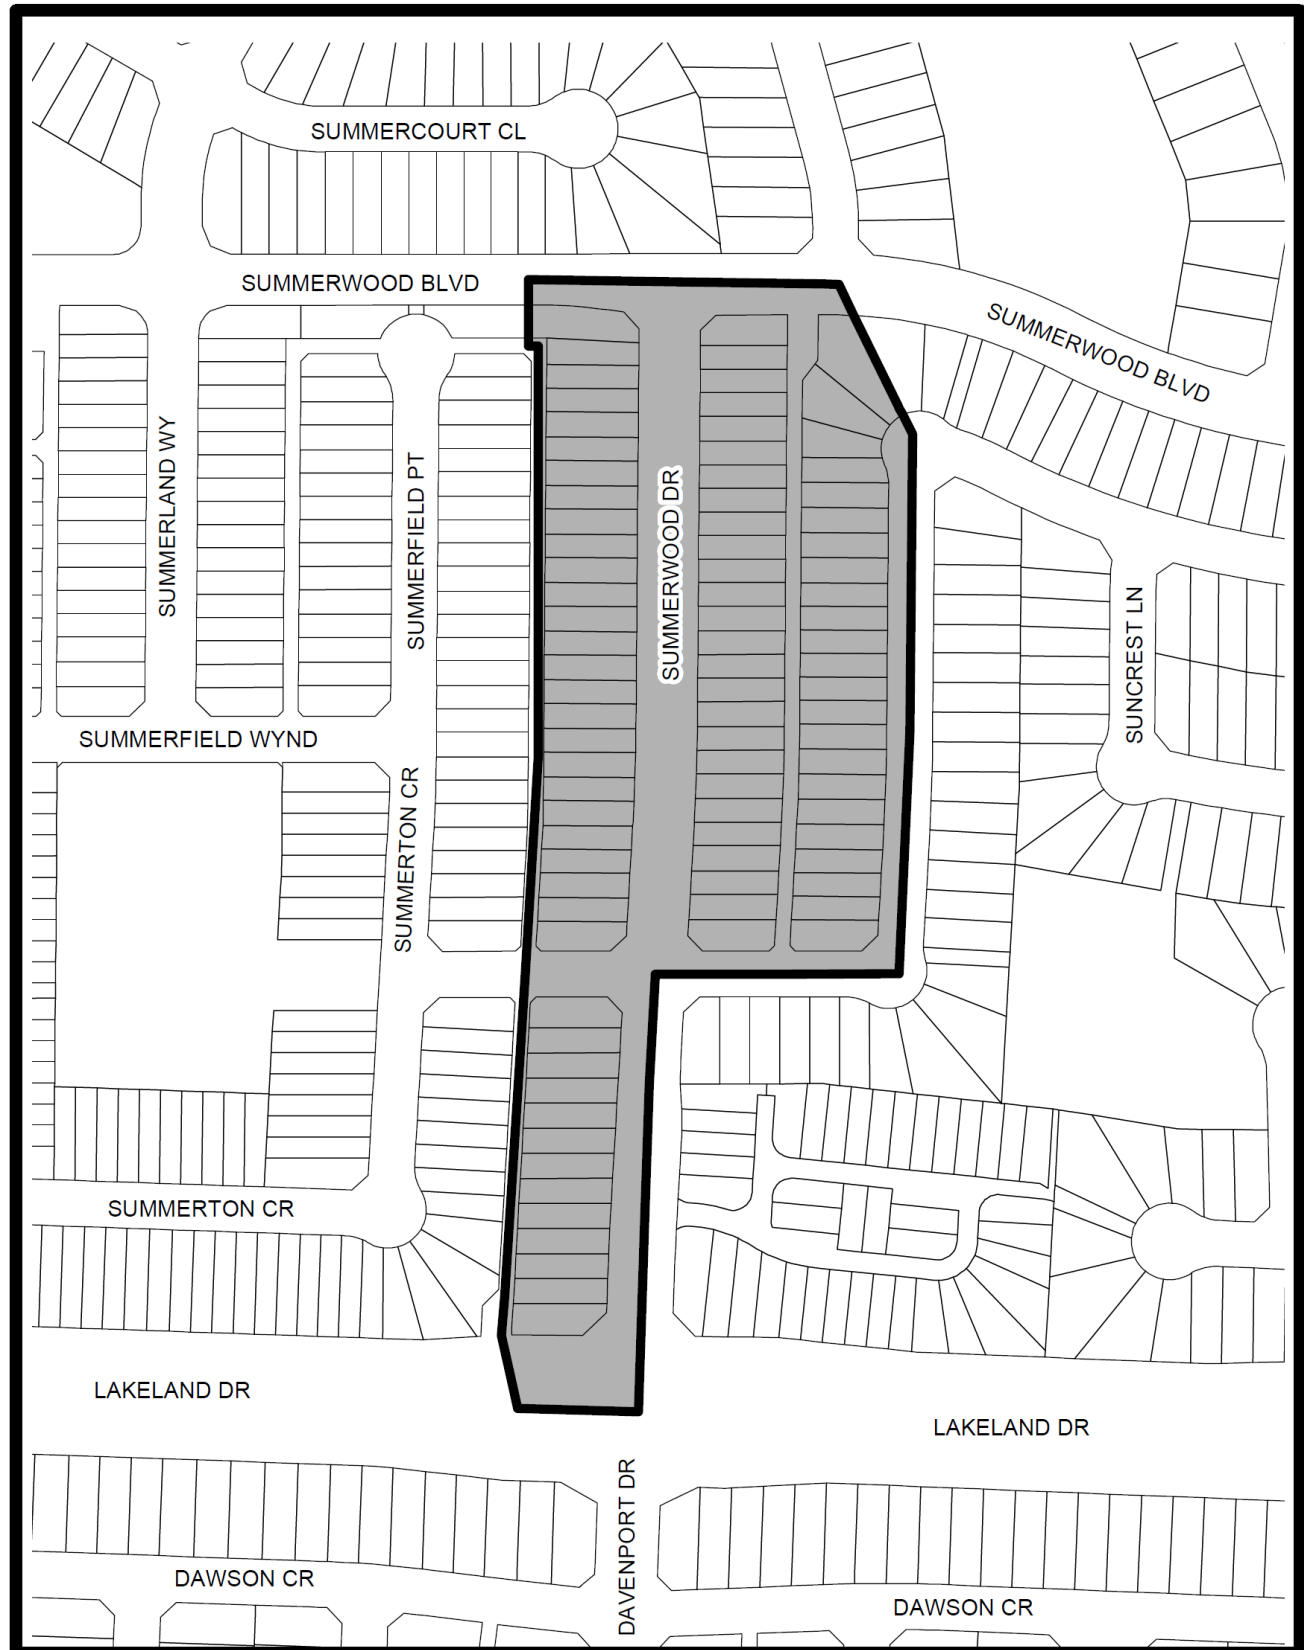 SUMMERCOURT CL
SUMMERWOOD BLVD
SUMMERWOOD BLVD
SUMMERLAND WY
SUMMERFIELD PT
SUMMERWOOD DR
SUNCREST LN
SUMMERFIELD WYND
SUMMERTON CR
SUMMERTON CR
LAKELAND DR
LAKELAND DR
DAVENPORT DR
DAWSON CR
DAWSON CR